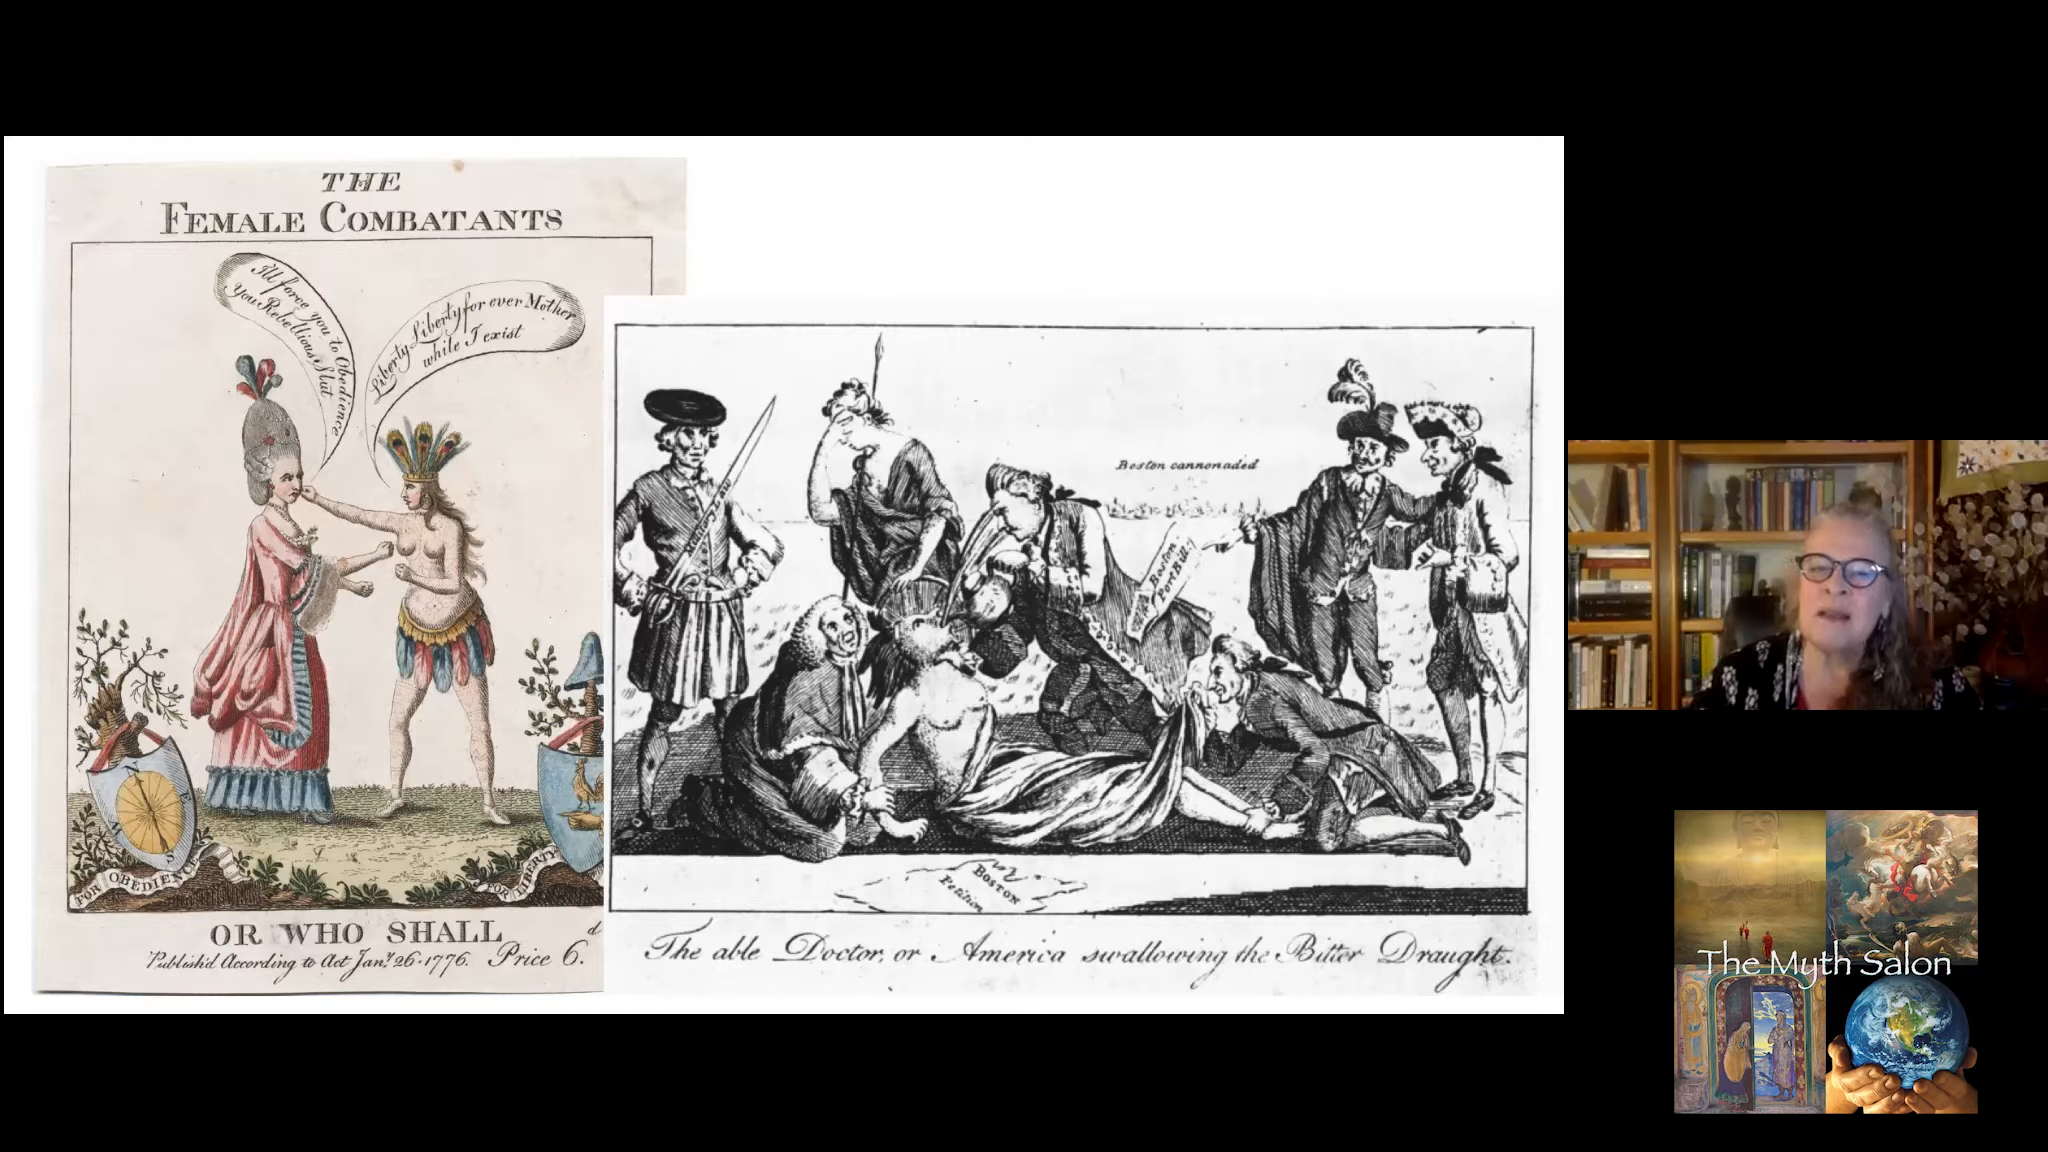 THE
FEMALE COMBATANTS
I'll force you to Obedience
you Rebellious Slut
Liberty Liberty for ever Mother
while I exist
N
E
S
W
FOR OBEDIENCE
FOR LIBERTY
OR WHO SHALL
d
Publish'd According to Act Jany. 26. 1776. Price 6.
Boston cannonaded
Boston
Port Bill
BOSTON
Petition
The able Doctor, or America swallowing the Bitter Draught.
The Myth Salon